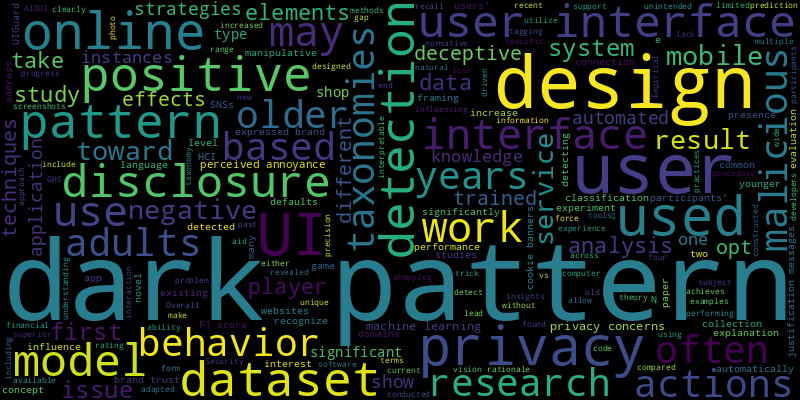 AIDUI
clearly
photo
strategies
increased
methods
gap
elements
UIGuard
support
unintended
limited
prediction
recall
users'
utilize
recent
online
instances
may
type
manipulative
user interface
normative
tagging
specific
lack
multiple
take
positive
range
designed
natural
loss
deceptive
system
connection
mobile
study
effects
shop
data
driven
design
empirical
address
progress
screenshots
SNSs
new
end
framing
increase
automated
presence
pattern
older
influencing
information
detection
taxonomies
malicious
techniques
expressed brand
interpretable
interface
result
toward
level
HCI
based
different
knowledge
detecting
common
wide
evaluation
developers
participants
application
approach
include
language
taxonomy
perceived annoyance
years
service
user
practices
procedure
younger
disclosure
GHS
defaults
trained
classification
participants'
use
negative
detected
past
precision
significantly
experiment
tools
force
experience
used
constructed
adults
UI
aid
many
work
performance
cookie banners
analysis
one
opt
either
revealed
studies
across
four
two
dark pattern
understanding
app
interaction
novel
problem
existing
Overall
make
player
game
unique
websites
recognize
shopping
trick
detect
lead
vs
computer
insights
without
old
allow
theory
N
paper
subject
achieves
examples
performing
justification messages
financial
superior
first
ability
F1 score
domains
machine learning
found
privacy concerns
code
collection
using
explanation
including
influence
rating
behavior
significant
privacy
often
model
security
interest
software
terms
vision
rationale
compared
automatically
available
concept
issue
brand trust
form
adapted
dataset
show
current
conducted
research
actions